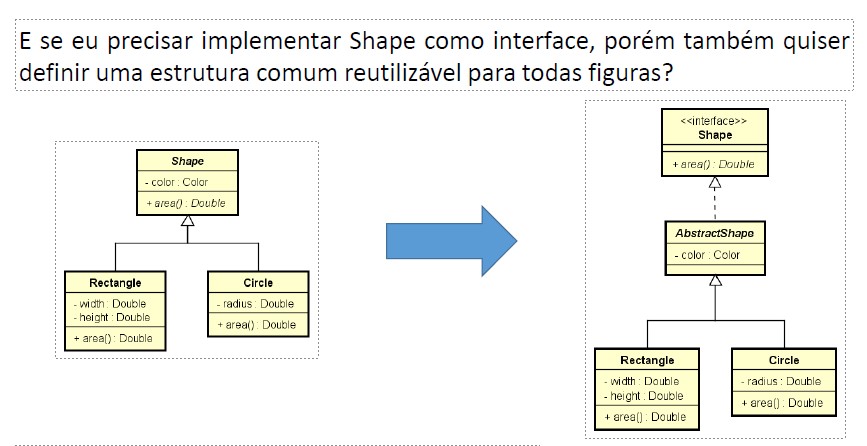 E se eu precisar implementar Shape como interface, porém também quiser
definir uma estrutura comum reutilizável para todas figuras?
Shape
- color : Color
+ area() : Double
Rectangle
- width : Double
- height : Double
+ area() : Double
Circle
- radius : Double
+ area() : Double
<<interface>>
Shape
+ area() : Double
AbstractShape
- color : Color
Rectangle
- width : Double
- height : Double
+ area() : Double
Circle
- radius : Double
+ area() : Double